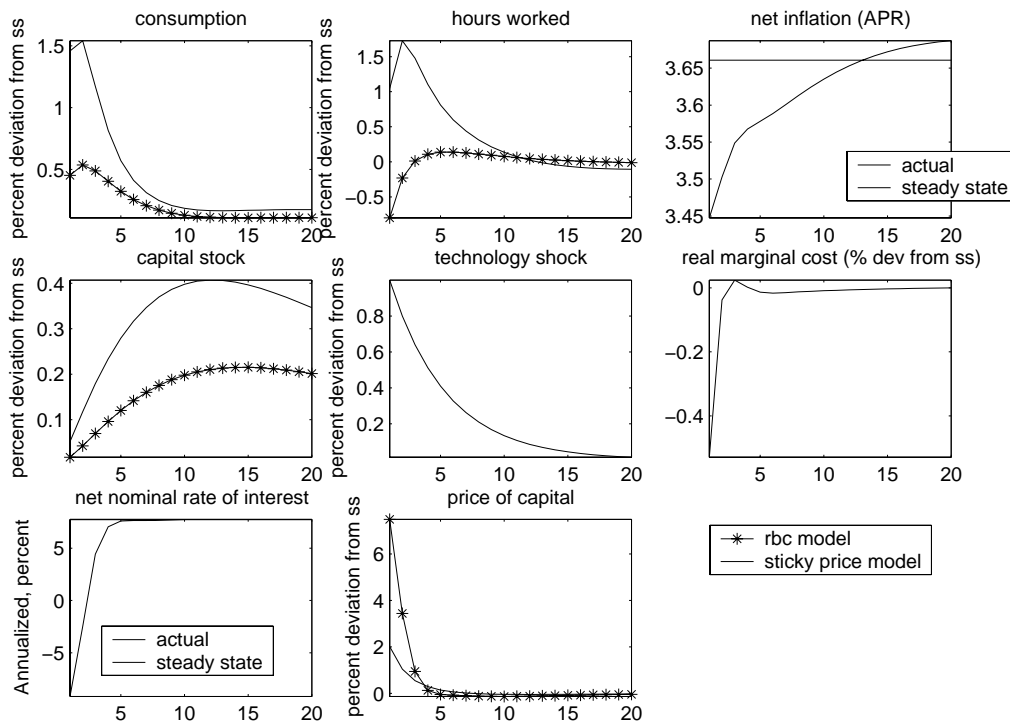 consumption
percent deviation from ss
1.5
1
0.5
5 10 15 20
hours worked
percent deviation from ss
1.5
1
0.5
0
−0.5
5 10 15 20
net inflation (APR)
3.65
3.6
3.55
3.5
3.45
5 10 15 20
actual
steady state
capital stock
percent deviation from ss
0.4
0.3
0.2
0.1
5 10 15 20
technology shock
percent deviation from ss
0.8
0.6
0.4
0.2
5 10 15 20
real marginal cost (% dev from ss)
0
−0.2
−0.4
5 10 15 20
net nominal rate of interest
Annualized, percent
5
0
−5
5 10 15 20
actual
steady state
price of capital
percent deviation from ss
6
4
2
0
5 10 15 20
rbc model
sticky price model